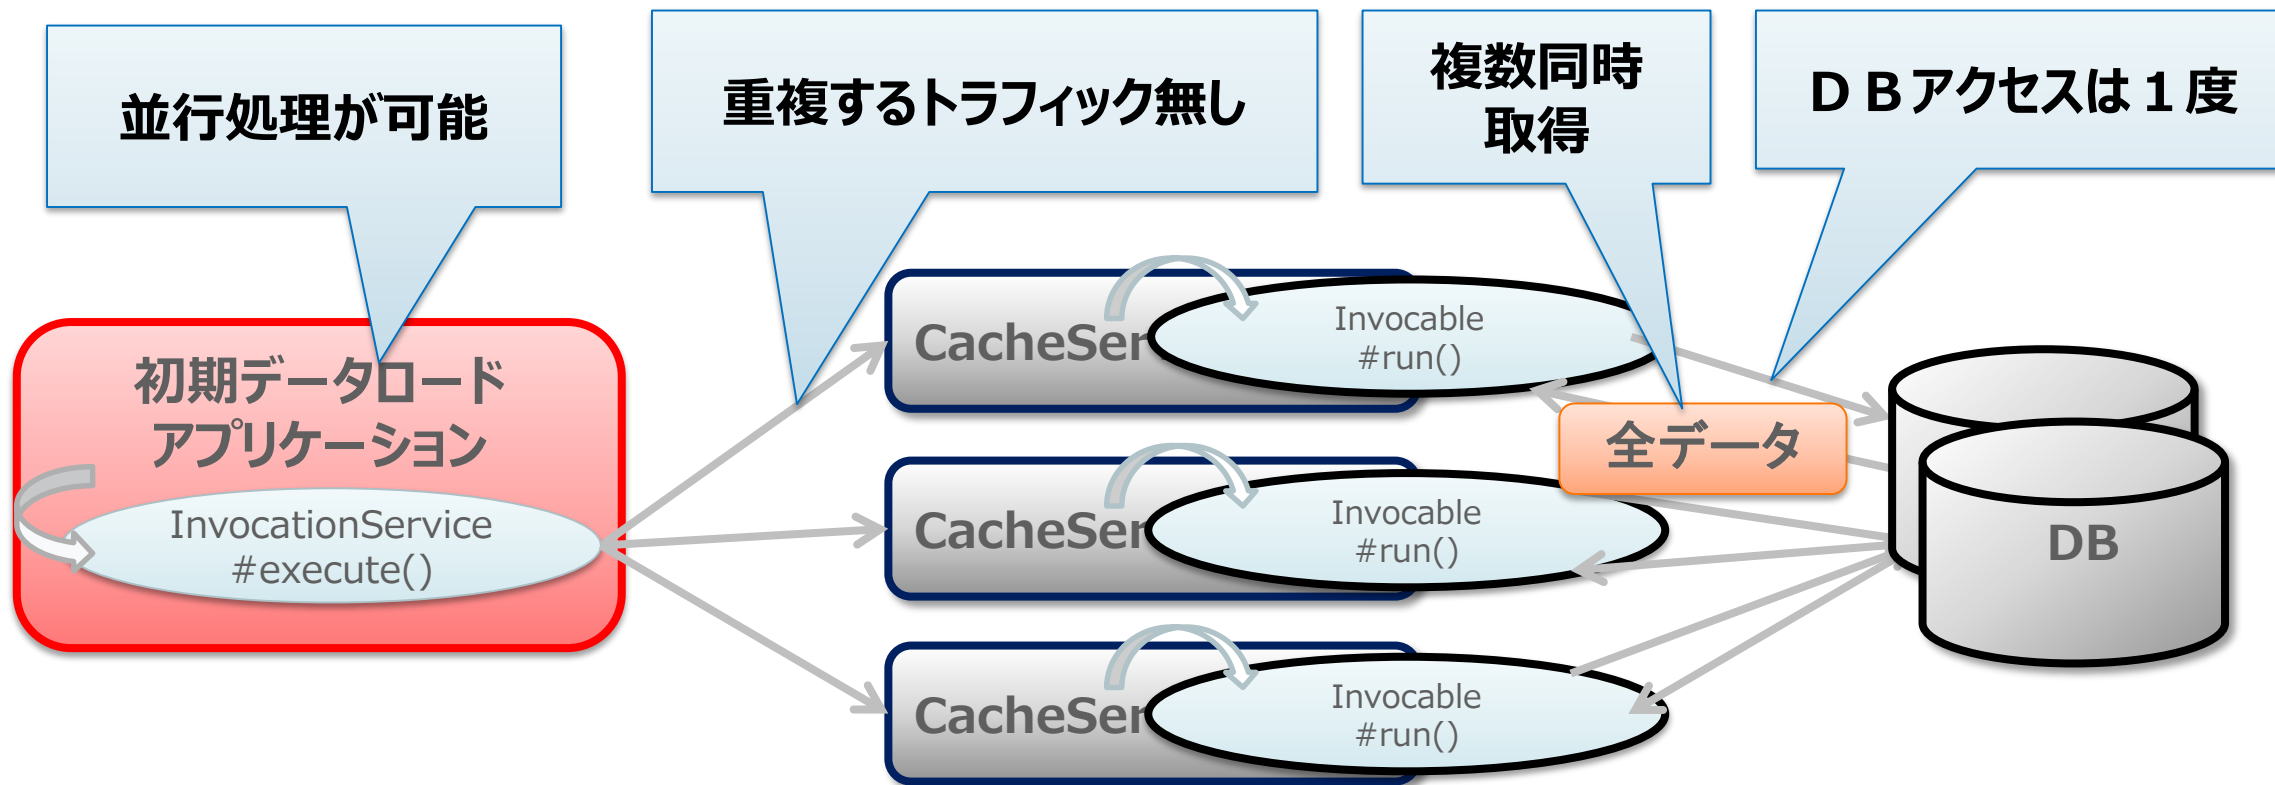 並行処理が可能
重複するトラフィック無し
複数同時
取得
ＤＢアクセスは１度
初期データロード
アプリケーション
InvocationService
#execute()
CacheSer
Invocable
#run()
CacheSer
Invocable
#run()
CacheSer
Invocable
#run()
全データ
DB